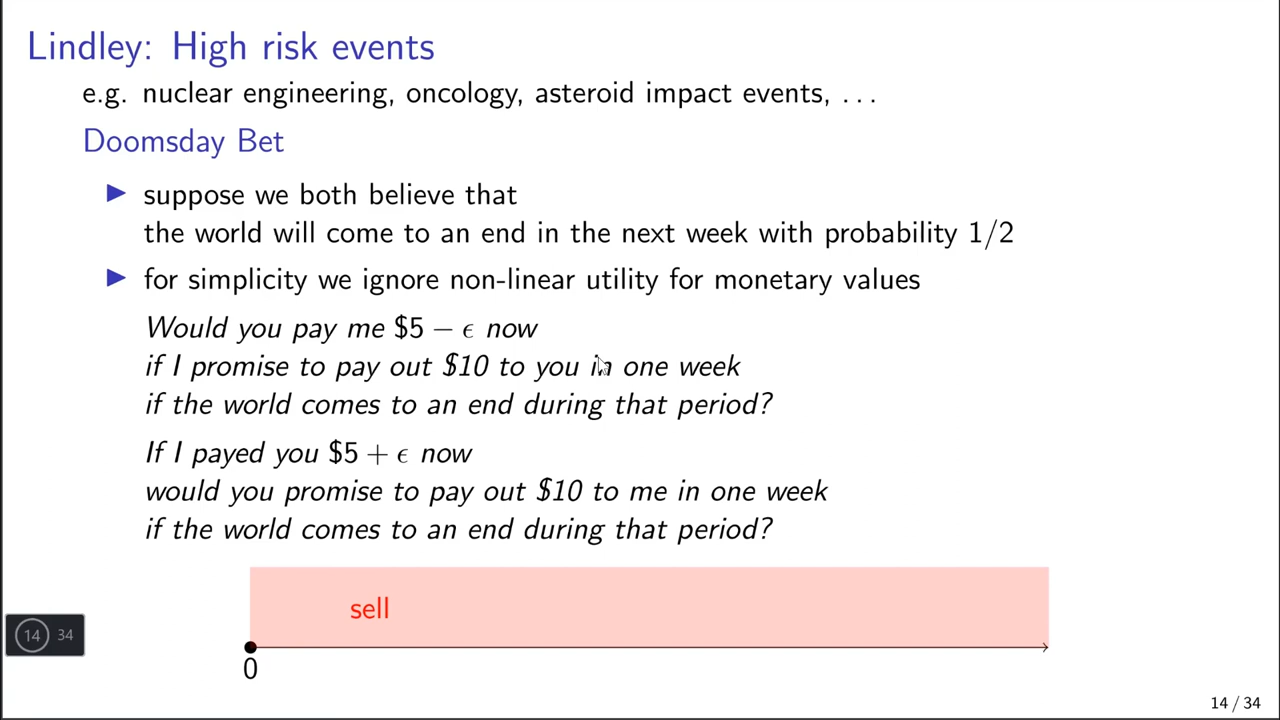 Lindley: High risk events
e.g. nuclear engineering, oncology, asteroid impact events, ...
Doomsday Bet
▶ suppose we both believe that
the world will come to an end in the next week with probability 1/2
▶ for simplicity we ignore non-linear utility for monetary values
Would you pay me $5 − ϵ now
if I promise to pay out $10 to you in one week
if the world comes to an end during that period?
If I payed you $5 + ϵ now
would you promise to pay out $10 to me in one week
if the world comes to an end during that period?
sell
0
14 34
14 / 34